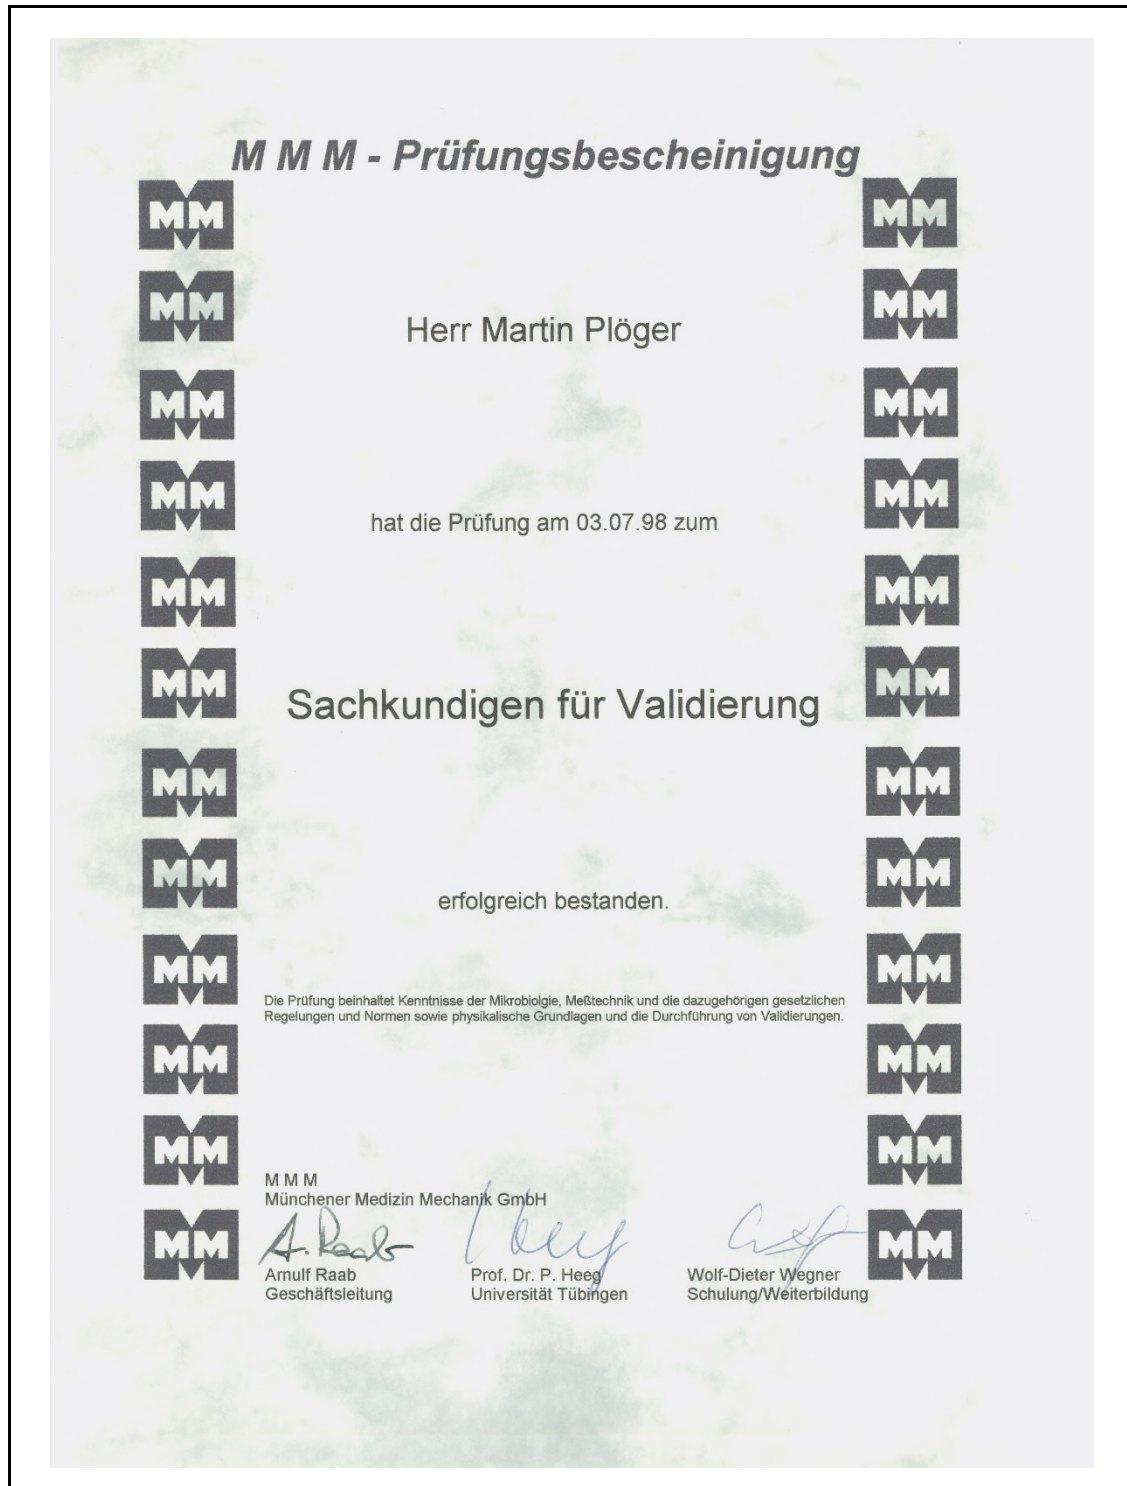 M M M - Prüfungsbescheinigung
Herr Martin Plöger
hat die Prüfung am 03.07.98 zum
Sachkundigen für Validierung
erfolgreich bestanden.
Die Prüfung beinhaltet Kenntnisse der Mikrobiolgie, Meßtechnik und die dazugehörigen gesetzlichen
Regelungen und Normen sowie physikalische Grundlagen und die Durchführung von Validierungen.
M M M
Münchener Medizin Mechanik GmbH
A. Raab
Arnulf Raab
Geschäftsleitung
Heeg
Prof. Dr. P. Heeg
Universität Tübingen
Wolf-Dieter Wegner
Schulung/Weiterbildung